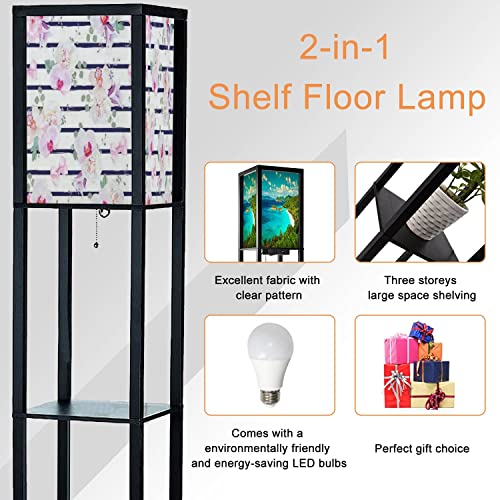 2-in-1
Shelf Floor Lamp
Excellent fabric with
clear pattern
Three storeys
large space shelving
Comes with a
environmentally friendly
and energy-saving LED bulbs
Perfect gift choice